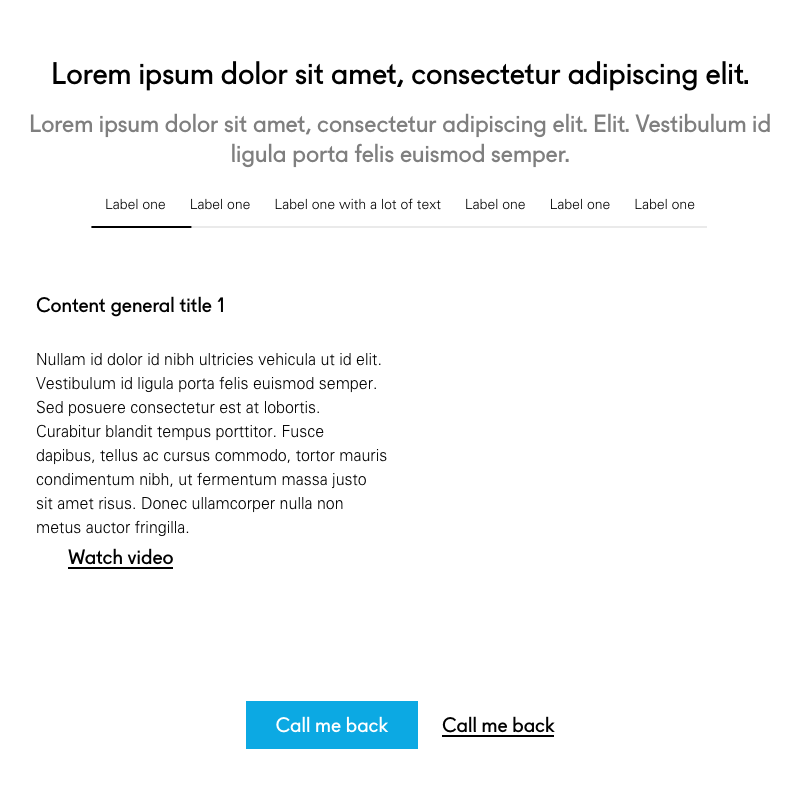 Lorem ipsum dolor sit amet, consectetur adipiscing elit.
Lorem ipsum dolor sit amet, consectetur adipiscing elit. Elit. Vestibulum id
ligula porta felis euismod semper.
Label one Label one Label one with a lot of text Label one Label one Label one
Content general title 1
Nullam id dolor id nibh ultricies vehicula ut id elit.
Vestibulum id ligula porta felis euismod semper.
Sed posuere consectetur est at lobortis.
Curabitur blandit tempus porttitor. Fusce
dapibus, tellus ac cursus commodo, tortor mauris
condimentum nibh, ut fermentum massa justo
sit amet risus. Donec ullamcorper nulla non
metus auctor fringilla.
Watch video
Call me back Call me back